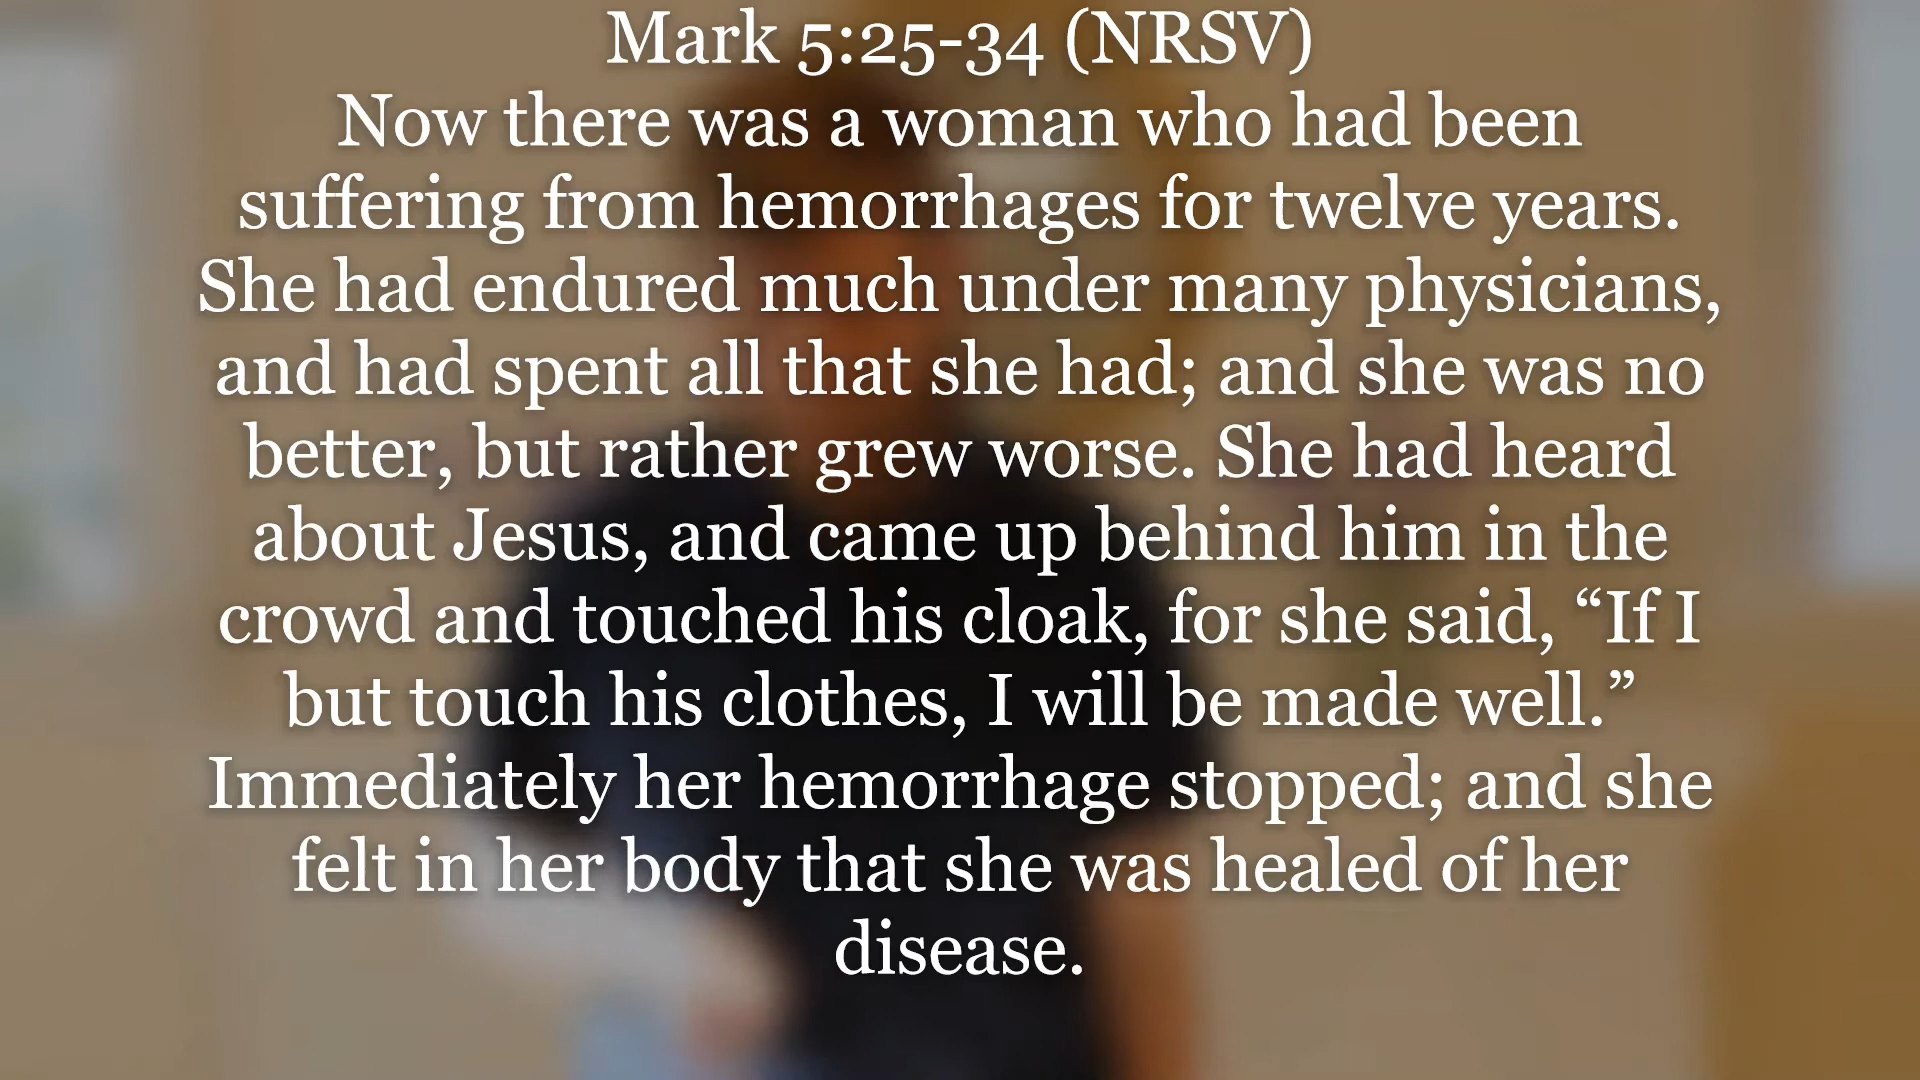 Mark 5:25-34 (NRSV)
Now there was a woman who had been
suffering from hemorrhages for twelve years.
She had endured much under many physicians,
and had spent all that she had; and she was no
better, but rather grew worse. She had heard
about Jesus, and came up behind him in the
crowd and touched his cloak, for she said, “If I
but touch his clothes, I will be made well.”
Immediately her hemorrhage stopped; and she
felt in her body that she was healed of her
disease.